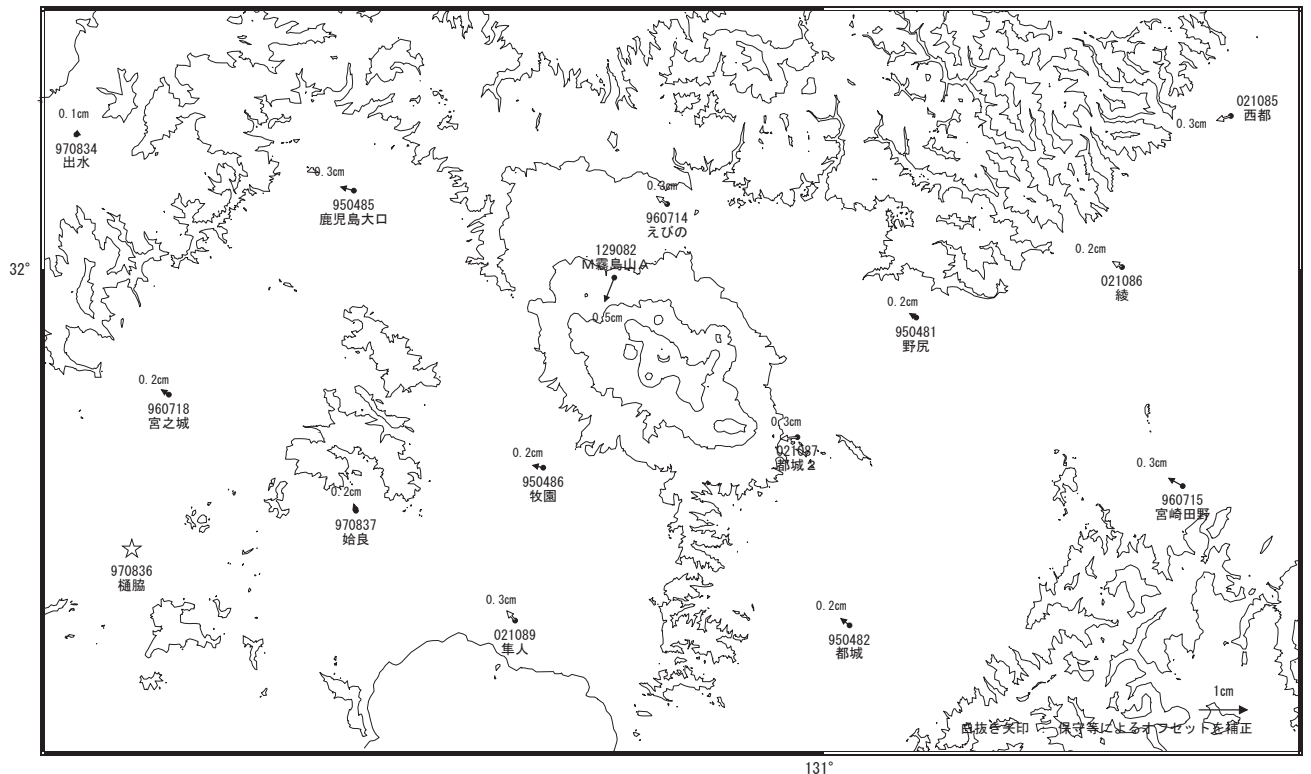 0.1cm
970834
出水
0.3cm
950485
鹿児島大口
0.3cm
960714
えびの
021085
西都
0.3cm
32°
129082
M霧島山A
0.5cm
0.2cm
021086
綾
0.2cm
950481
野尻
0.2cm
960718
宮之城
0.2cm
950486
牧園
0.3cm
021087
都城2
0.3cm
960715
宮崎田野
0.2cm
970837
姶良
970836
樋脇
0.3cm
021089
隼人
0.2cm
950482
都城
1cm
白抜き矢印 : 保守等によるオフセットを補正
131°